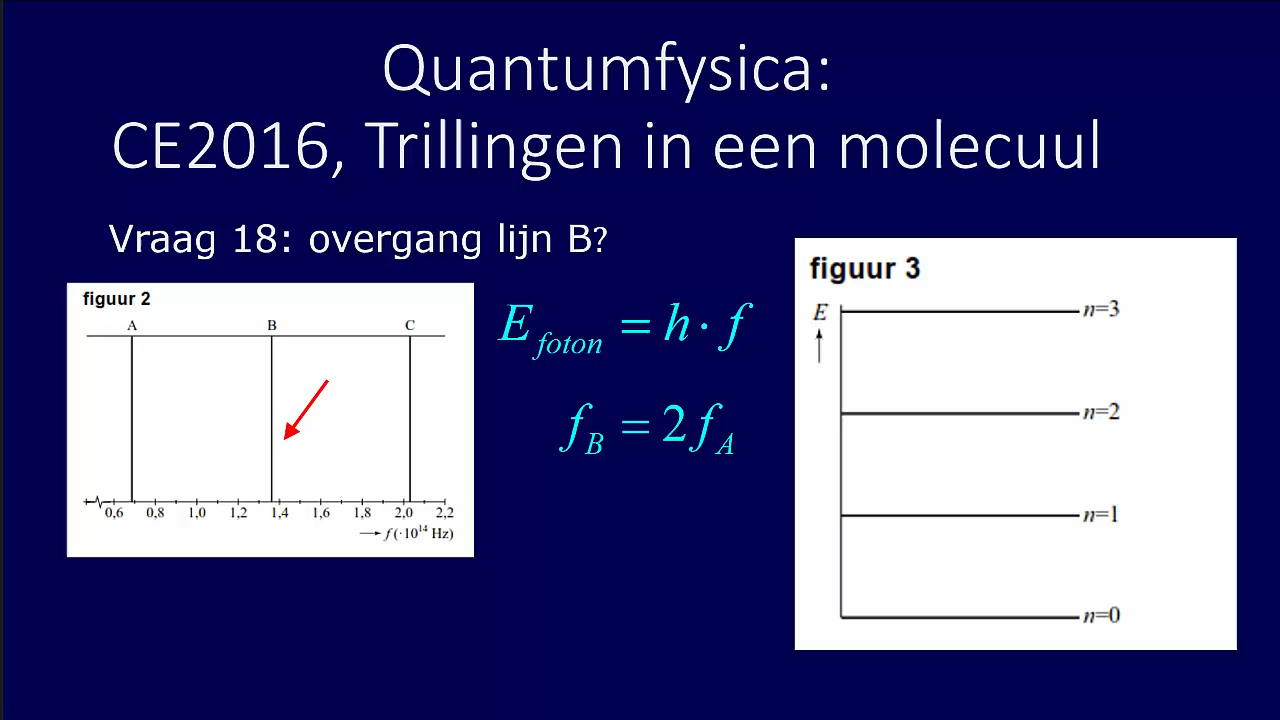 Quantumfysica:
CE2016, Trillingen in een molecuul
Vraag 18: overgang lijn B?
figuur 2
A B C
0,6 0,8 1,0 1,2 1,4 1,6 1,8 2,0 2,2
→ f(·10¹⁴ Hz)
E_foton = h · f
f_B = 2 f_A
figuur 3
E
n=3
n=2
n=1
n=0